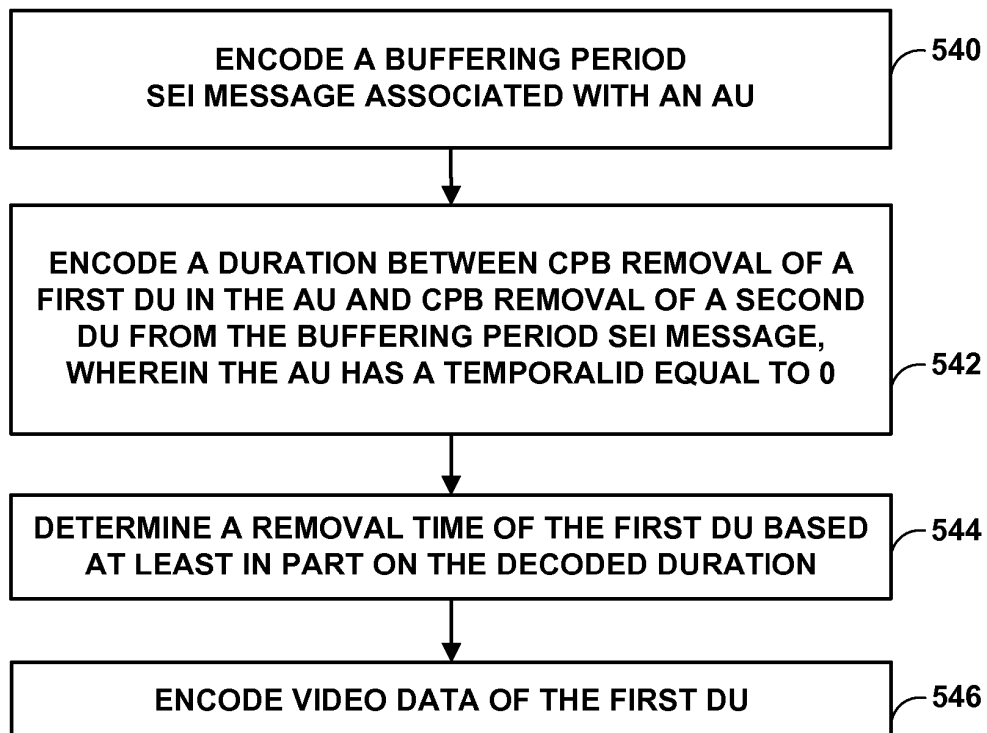 ENCODE A BUFFERING PERIOD
SEI MESSAGE ASSOCIATED WITH AN AU
540
ENCODE A DURATION BETWEEN CPB REMOVAL OF A
FIRST DU IN THE AU AND CPB REMOVAL OF A SECOND
DU FROM THE BUFFERING PERIOD SEI MESSAGE,
WHEREIN THE AU HAS A TEMPORALID EQUAL TO 0
542
DETERMINE A REMOVAL TIME OF THE FIRST DU BASED
AT LEAST IN PART ON THE DECODED DURATION
544
ENCODE VIDEO DATA OF THE FIRST DU
546